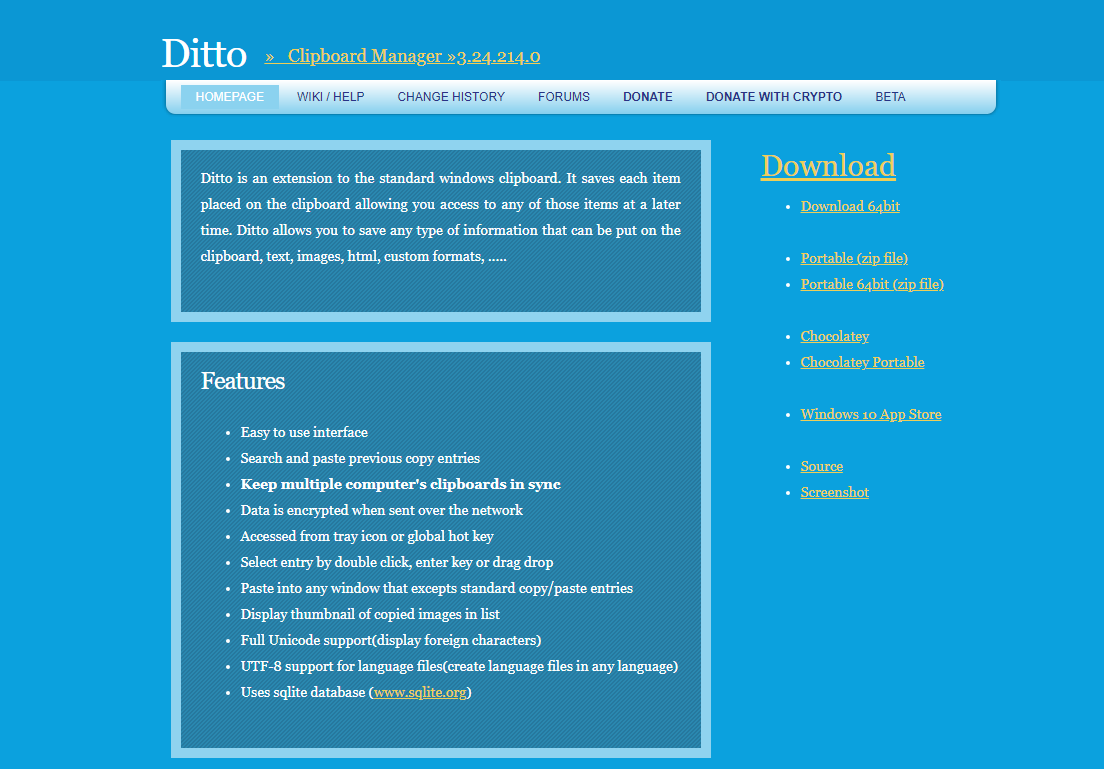 Ditto » Clipboard Manager »3.24.214.0
HOMEPAGE WIKI / HELP CHANGE HISTORY FORUMS DONATE DONATE WITH CRYPTO BETA
Ditto is an extension to the standard windows clipboard. It saves each item
placed on the clipboard allowing you access to any of those items at a later
time. Ditto allows you to save any type of information that can be put on the
clipboard, text, images, html, custom formats, .....
Features
• Easy to use interface
• Search and paste previous copy entries
• Keep multiple computer's clipboards in sync
• Data is encrypted when sent over the network
• Accessed from tray icon or global hot key
• Select entry by double click, enter key or drag drop
• Paste into any window that excepts standard copy/paste entries
• Display thumbnail of copied images in list
• Full Unicode support(display foreign characters)
• UTF-8 support for language files(create language files in any language)
• Uses sqlite database (www.sqlite.org)
Download
• Download 64bit
• Portable (zip file)
• Portable 64bit (zip file)
• Chocolatey
• Chocolatey Portable
• Windows 10 App Store
• Source
• Screenshot